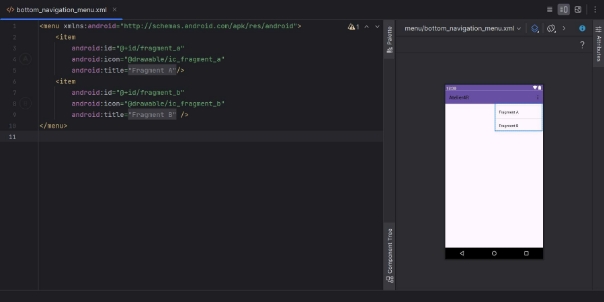 bottom_navigation_menu.xml
1 <menu xmlns:android="http://schemas.android.com/apk/res/android">
2 <item
3 android:id="@+id/fragment_a"
4 android:icon="@drawable/ic_fragment_a"
5 android:title="Fragment A"/>
6 <item
7 android:id="@+id/fragment_b"
8 android:icon="@drawable/ic_fragment_b"
9 android:title="Fragment B" />
10 </menu>
11
1
Palette
Component Tree
menu/bottom_navigation_menu.xml
?
Attributes
Fragment A
Fragment B